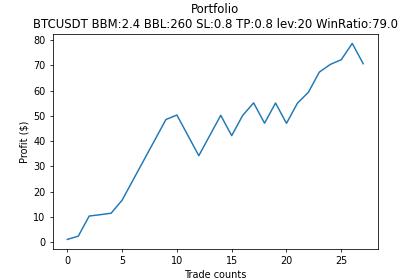 Portfolio
BTCUSDT BBM:2.4 BBL:260 SL:0.8 TP:0.8 lev:20 WinRatio:79.0
80
70
60
50
40
30
20
10
0
Profit ($)
0 5 10 15 20 25
Trade counts